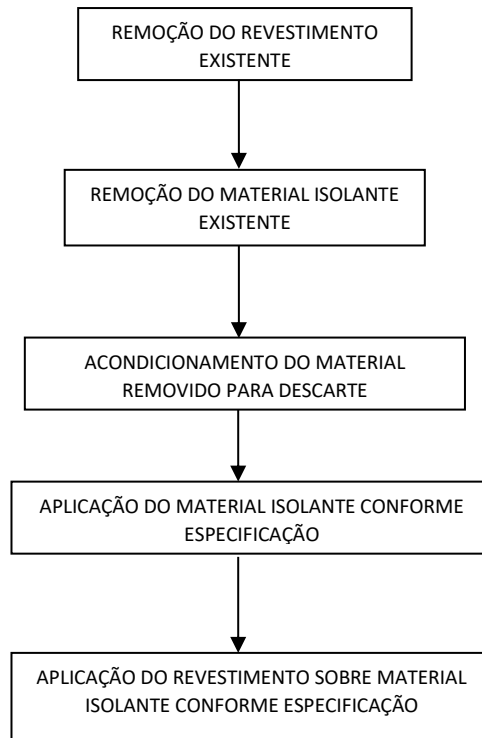 REMOÇÃO DO REVESTIMENTO
EXISTENTE
REMOÇÃO DO MATERIAL ISOLANTE
EXISTENTE
ACONDICIONAMENTO DO MATERIAL
REMOVIDO PARA DESCARTE
APLICAÇÃO DO MATERIAL ISOLANTE CONFORME
ESPECIFICAÇÃO
APLICAÇÃO DO REVESTIMENTO SOBRE MATERIAL
ISOLANTE CONFORME ESPECIFICAÇÃO